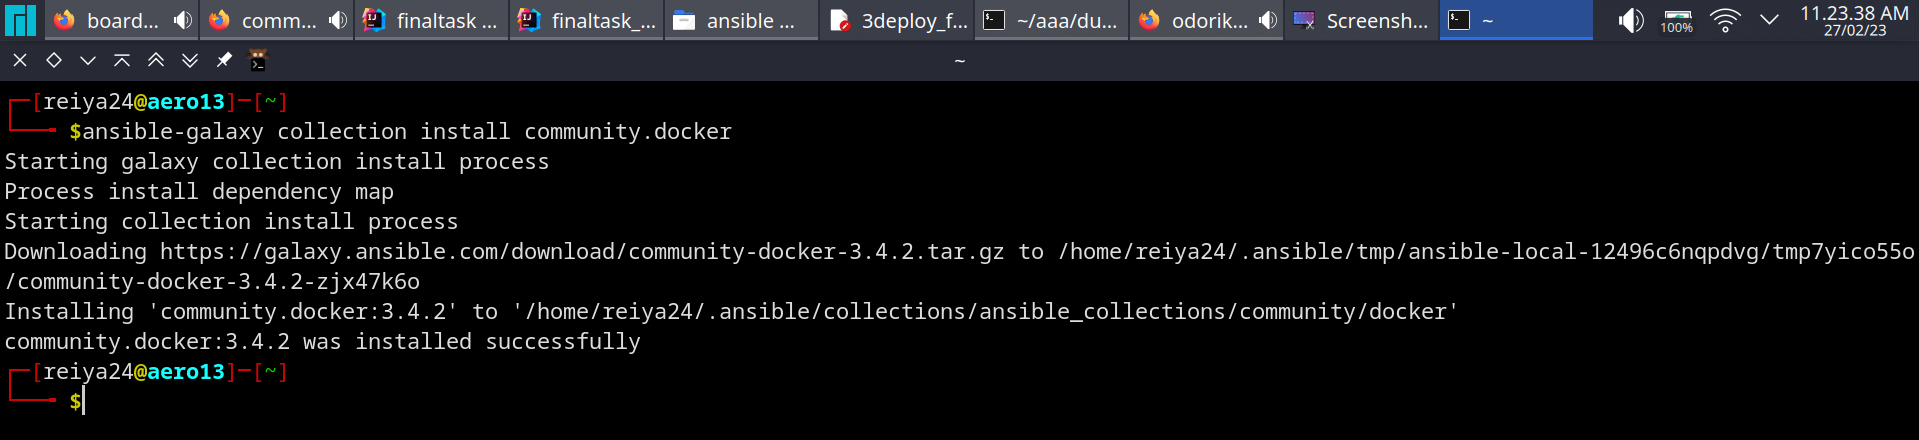 board... comm... finaltask ... finaltask_... ansible ... 3deploy_f... ~/aaa/du... odorik... Screensh... ~ 100% 11.23.38 AM
27/02/23
~
[reiya24@aero13]-[~]
$ansible-galaxy collection install community.docker
Starting galaxy collection install process
Process install dependency map
Starting collection install process
Downloading https://galaxy.ansible.com/download/community-docker-3.4.2.tar.gz to /home/reiya24/.ansible/tmp/ansible-local-12496c6nqpdvg/tmp7yico55o
/community-docker-3.4.2-zjx47k6o
Installing 'community.docker:3.4.2' to '/home/reiya24/.ansible/collections/ansible_collections/community/docker'
community.docker:3.4.2 was installed successfully
[reiya24@aero13]-[~]
$